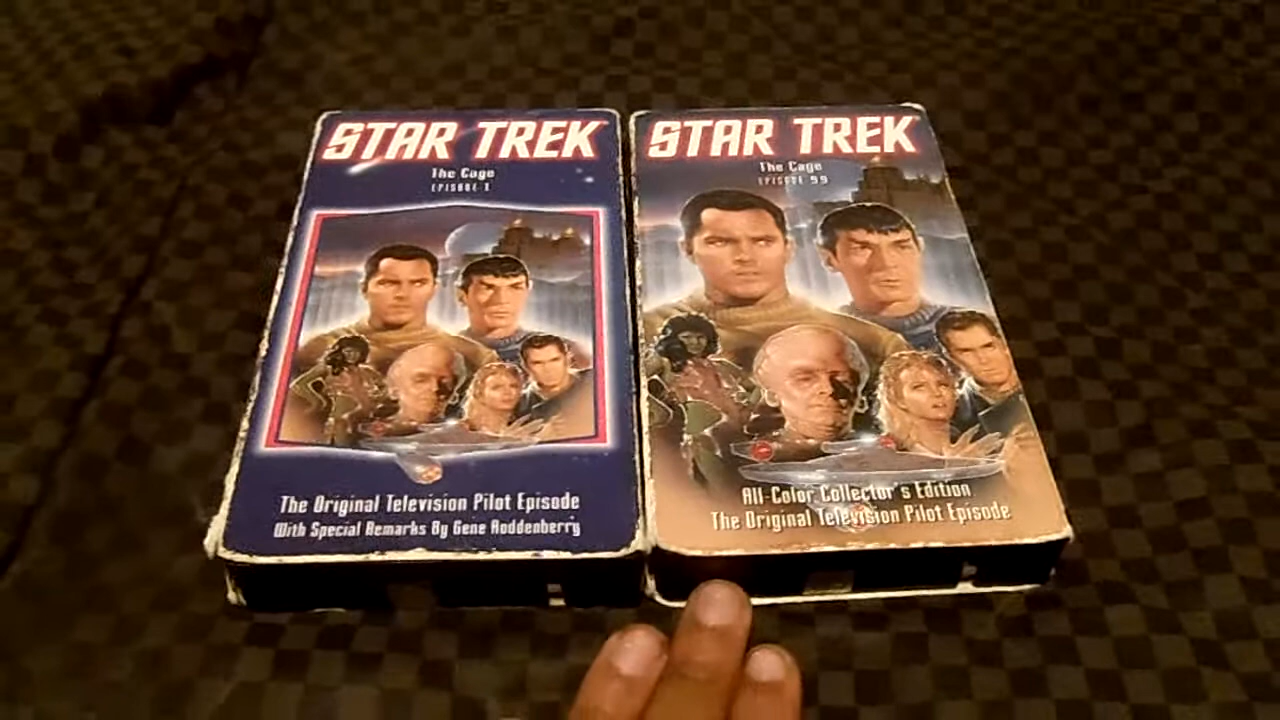 STAR TREK
The Cage
EPISODE 1
The Original Television Pilot Episode
With Special Remarks By Gene Roddenberry
STAR TREK
The Cage
EPISODE 99
All-Color Collector's Edition
The Original Television Pilot Episode